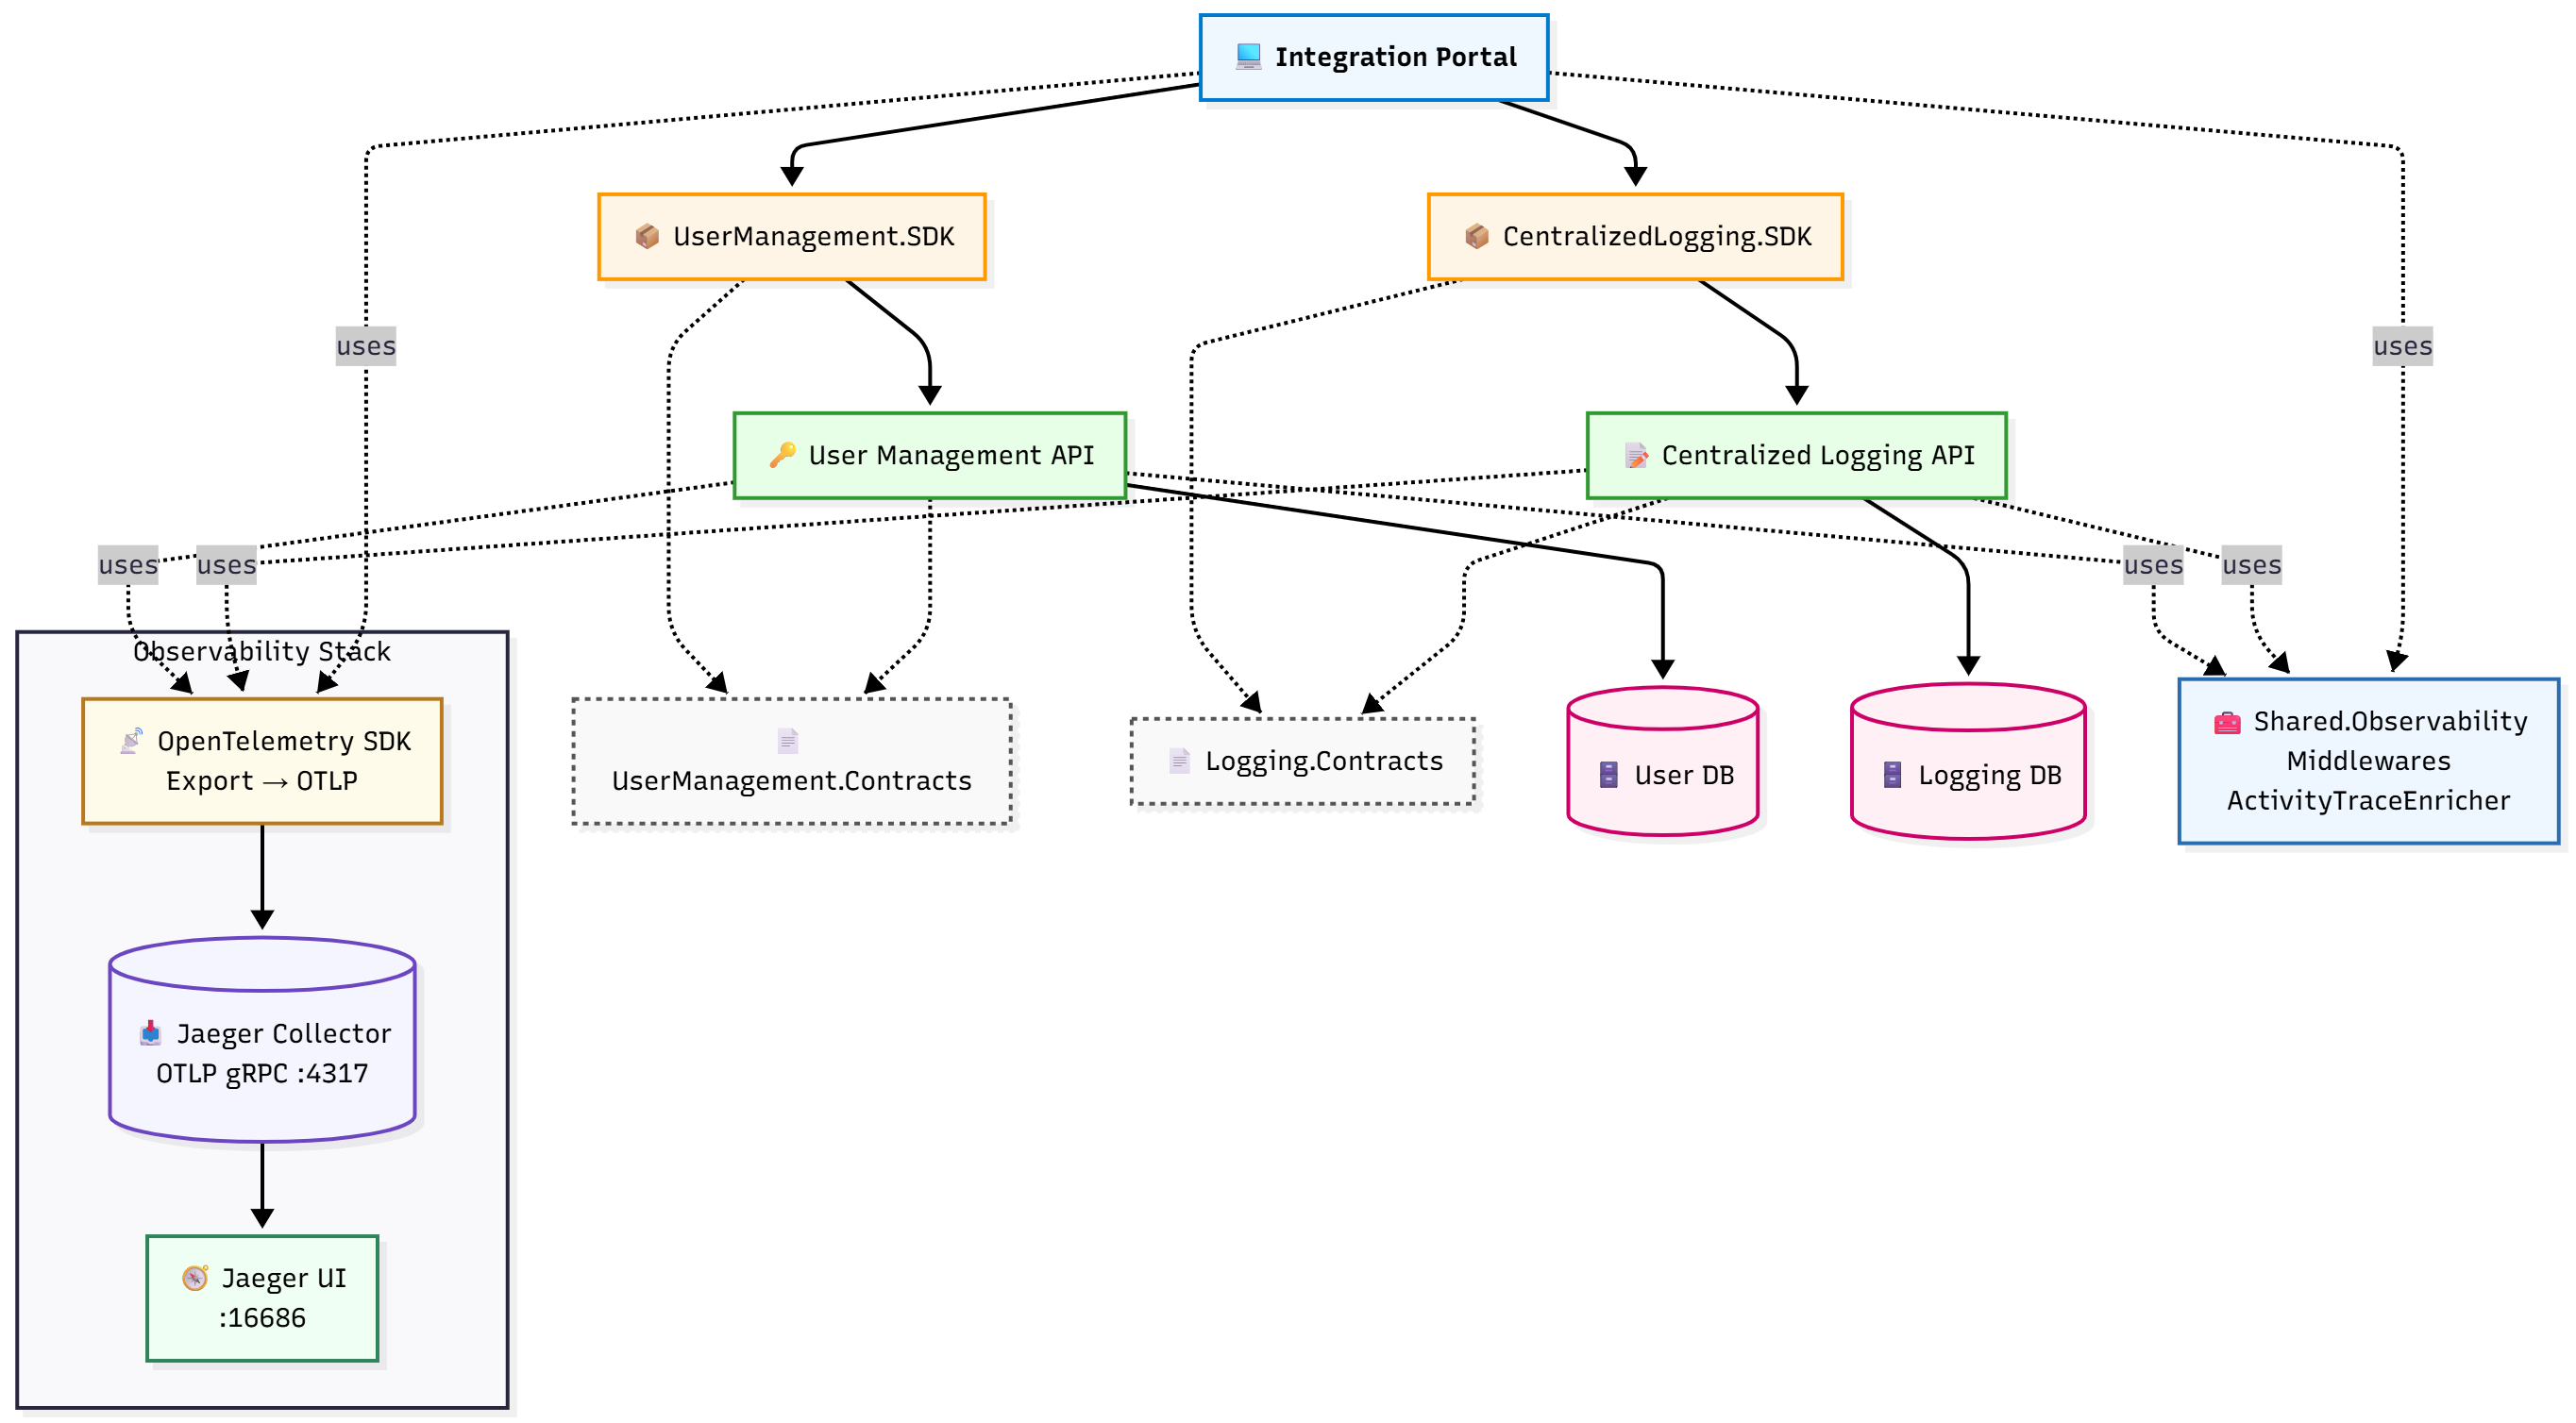 Integration Portal
UserManagement.SDK
CentralizedLogging.SDK
uses
uses
User Management API
Centralized Logging API
uses
uses
uses
uses
Observability Stack
OpenTelemetry SDK
Export → OTLP
UserManagement.Contracts
Logging.Contracts
User DB
Logging DB
Shared.Observability
Middlewares
ActivityTraceEnricher
Jaeger Collector
OTLP gRPC :4317
Jaeger UI
:16686